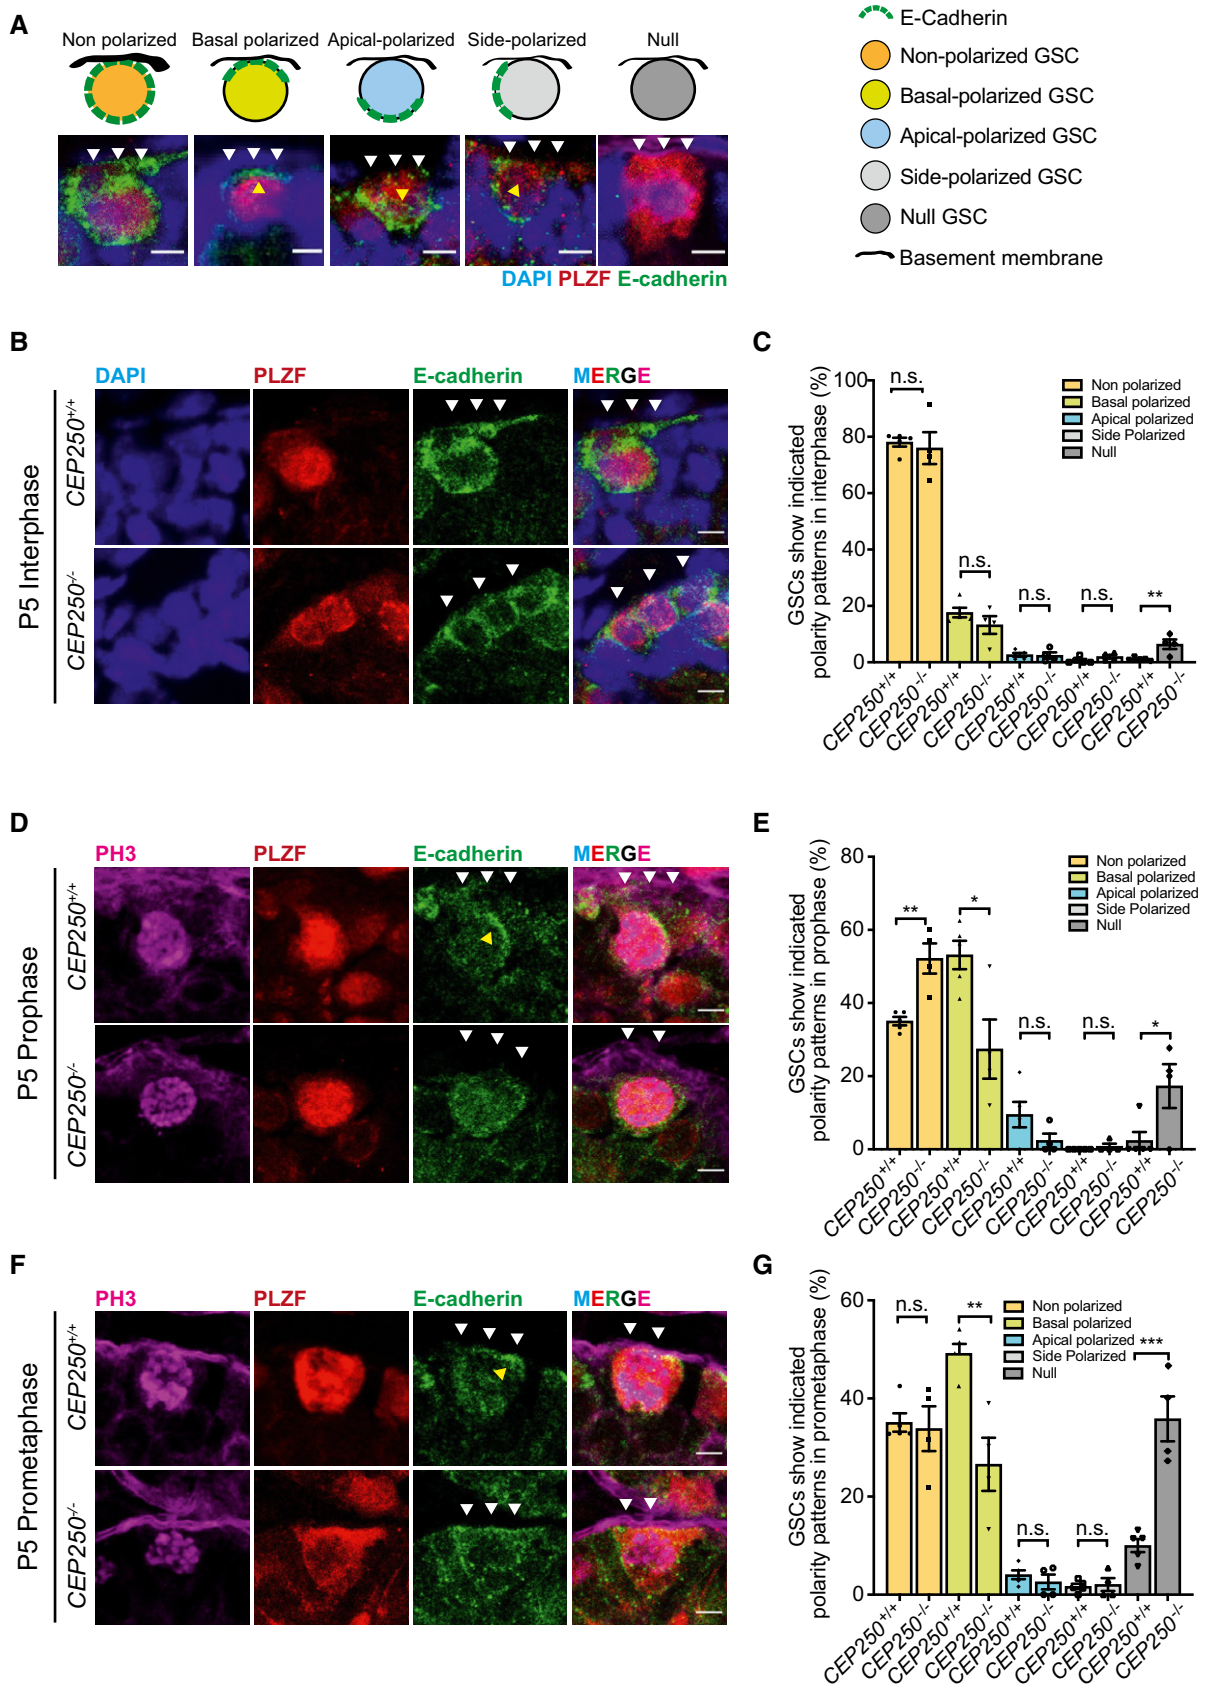 A
Non polarized
Basal polarized
Apical-polarized
Side-polarized
Null
DAPI PLZF E-cadherin
E-Cadherin
Non-polarized GSC
Basal-polarized GSC
Apical-polarized GSC
Side-polarized GSC
Null GSC
Basement membrane
B
DAPI
PLZF
E-cadherin
MERGE
P5 Interphase
CEP250+/+
CEP250-/-
C
GSCs show indicated
polarity patterns in interphase (%)
100
80
60
40
20
0
n.s.
n.s.
n.s.
n.s.
**
Non polarized
Basal polarized
Apical polarized
Side Polarized
Null
CEP250+/+
CEP250-/-
CEP250+/+
CEP250-/-
CEP250+/+
CEP250-/-
CEP250+/+
CEP250-/-
CEP250+/+
CEP250-/-
D
PH3
PLZF
E-cadherin
MERGE
P5 Prophase
CEP250+/+
CEP250-/-
E
GSCs show indicated
polarity patterns in prophase (%)
80
60
40
20
0
**
*
n.s.
n.s.
*
Non polarized
Basal polarized
Apical polarized
Side Polarized
Null
CEP250+/+
CEP250-/-
CEP250+/+
CEP250-/-
CEP250+/+
CEP250-/-
CEP250+/+
CEP250-/-
CEP250+/+
CEP250-/-
F
PH3
PLZF
E-cadherin
MERGE
P5 Prometaphase
CEP250+/+
CEP250-/-
G
GSCs show indicated
polarity patterns in prometaphase (%)
60
40
20
0
n.s.
**
n.s.
n.s.
***
Non polarized
Basal polarized
Apical polarized
Side Polarized
Null
CEP250+/+
CEP250-/-
CEP250+/+
CEP250-/-
CEP250+/+
CEP250-/-
CEP250+/+
CEP250-/-
CEP250+/+
CEP250-/-